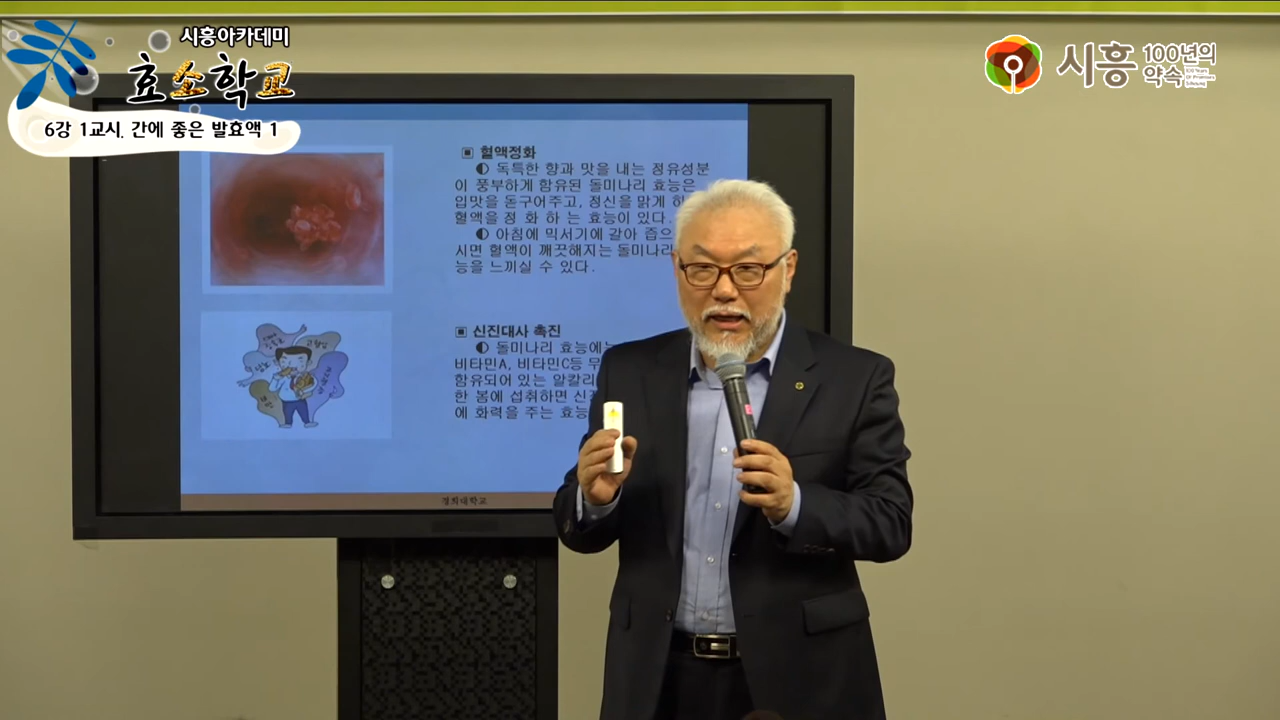 시흥아카데미
효소학교
6강 1교시. 간에 좋은 발효액 1
시흥 100년의
약속
▣ 혈액정화
◐ 독특한 향과 맛을 내는 정유성분
이 풍부하게 함유된 돌미나리 효능은
입맛을 돋구어주고, 정신을 맑게 하
혈액을 정 화 하 는 효능이 있다.
◐ 아침에 믹서기에 갈아 즙으
시면 혈액이 깨끗해지는 돌미나리
능을 느끼실 수 있다.
▣ 신진대사 촉진
◐ 돌미나리 효능에는
비타민A, 비타민C등 무
함유되어 있는 알칼리
한 봄에 섭취하면 신진
에 화력을 주는 효능
경희대학교